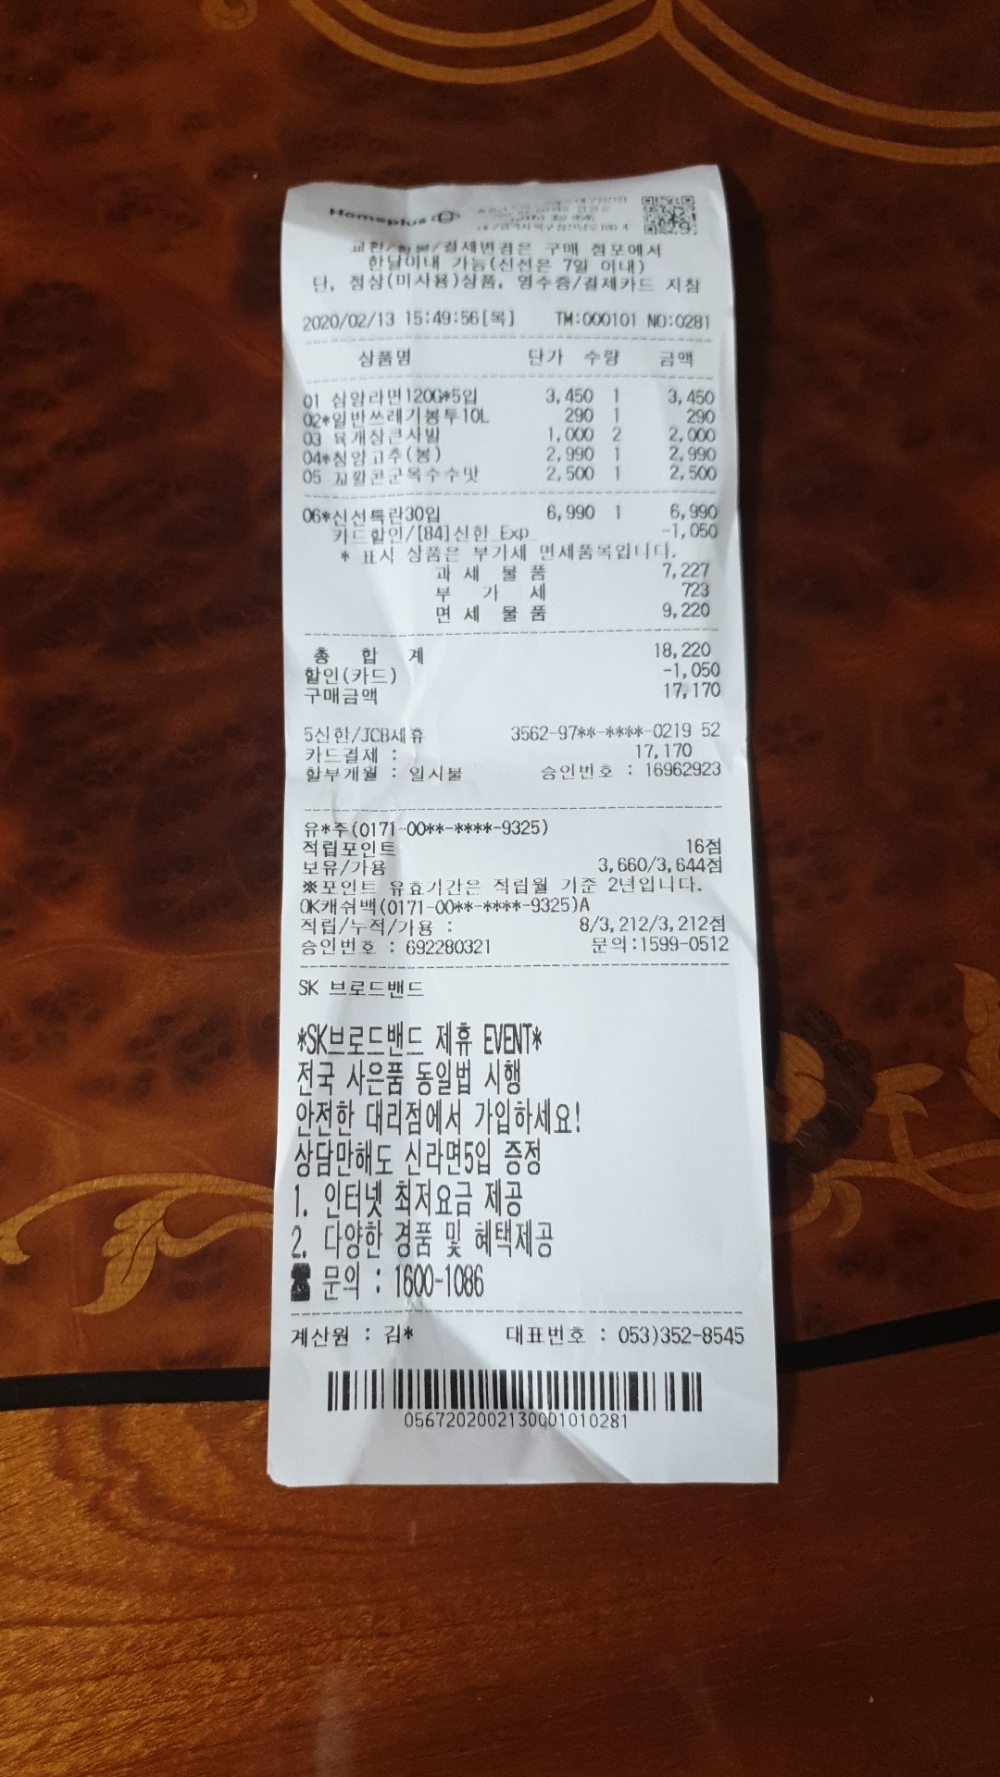 Homeplus
교환/환불/결제변경은 구매 점포에서
한달이내 가능(신선은 7일 이내)
단, 정상(미사용)상품, 영수증/결제카드 지참
2020/02/13 15:49:56[목] TM:000101 NO:0281
상품명 단가 수량 금액
01 삼양라면120G*5입 3,450 1 3,450
02*일반쓰레기봉투10L 290 1 290
03 육개장큰사발 1,000 2 2,000
04*청양고추(봉) 2,990 1 2,990
05 꼬깔콘군옥수수맛 2,500 1 2,500
06*신선특란30입 6,990 1 6,990
카드할인/[84]신한_Exp_ -1,050
* 표시 상품은 부가세 면세품목입니다.
과 세 물 품 7,227
부 가 세 723
면 세 물 품 9,220
총 합 계 18,220
할인(카드) -1,050
구매금액 17,170
5신한/JCB제휴 3562-97**-****-0219 52
카드결제 : 17,170
할부개월 : 일시불 승인번호 : 16962923
유*주(0171-00**-****-9325)
적립포인트 16점
보유/가용 3,660/3,644점
※포인트 유효기간은 적립월 기준 2년입니다.
OK캐쉬백(0171-00**-****-9325)A
적립/누적/가용 : 8/3,212/3,212점
승인번호 : 692280321 문의:1599-0512
SK 브로드밴드
*SK브로드밴드 제휴 EVENT*
전국 사은품 동일법 시행
안전한 대리점에서 가입하세요!
상담만해도 신라면5입 증정
1. 인터넷 최저요금 제공
2. 다양한 경품 및 혜택제공
☎ 문의 : 1600-1086
계산원 : 김* 대표번호 : 053)352-8545
0567202002130001010281